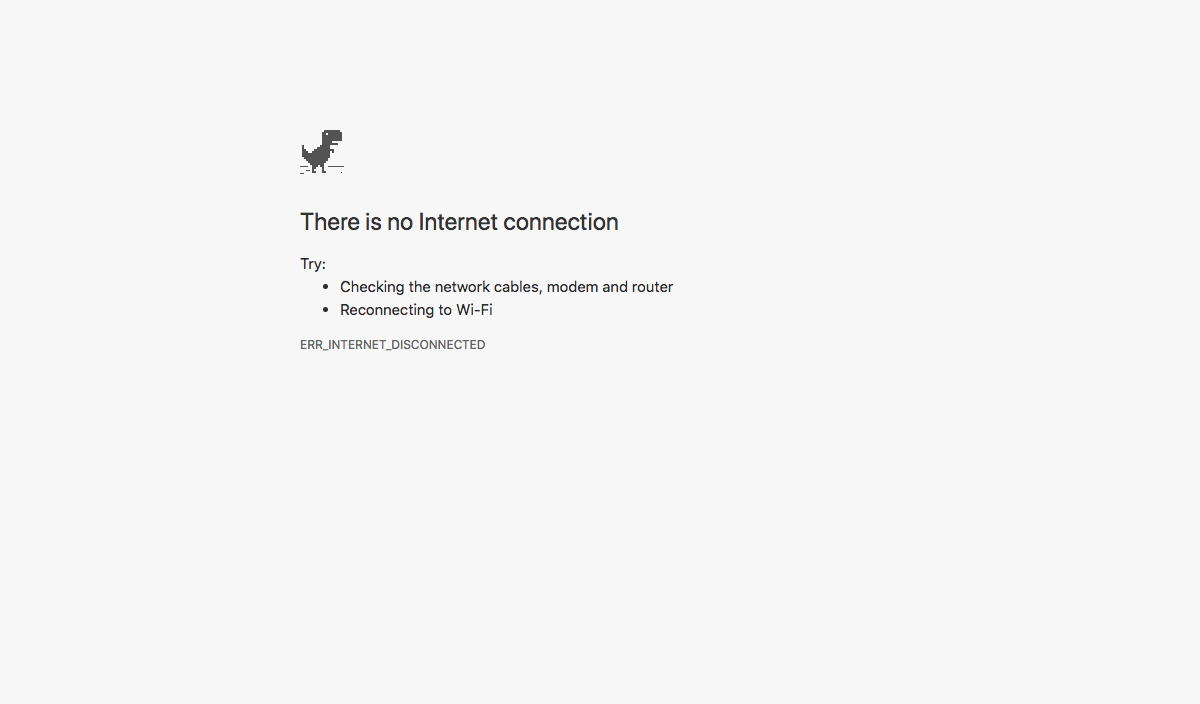 There is no Internet connection
Try:
Checking the network cables, modem and router
Reconnecting to Wi-Fi
ERR_INTERNET_DISCONNECTED